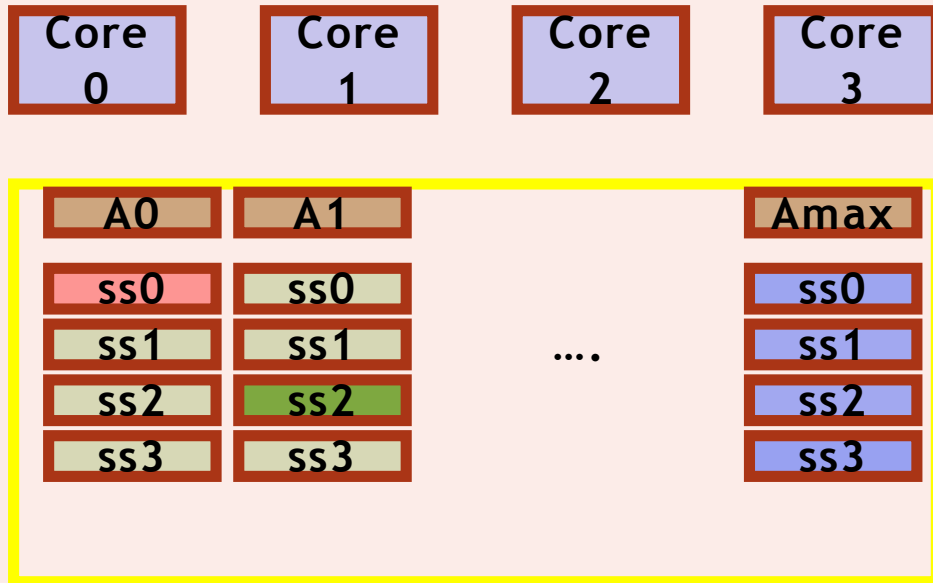 Core Core Core Core
0 1 2 3
A0 A1 Amax
ss0 ss0 ss0
ss1 ss1 ss1
….
ss2 ss2 ss2
ss3 ss3 ss3